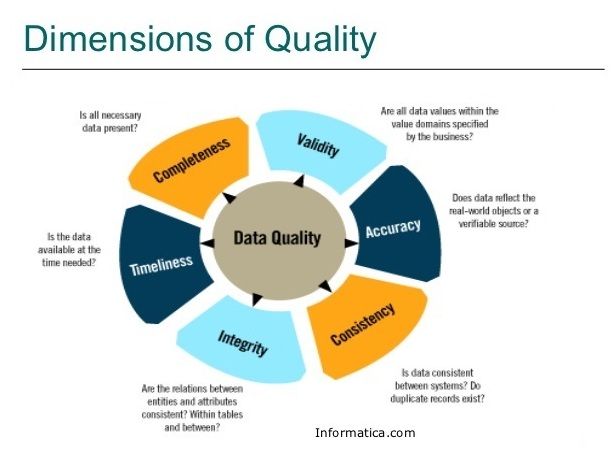 Dimensions of Quality
Is all necessary
data present?
Completeness
Validity
Are all data values within the
value domains specified
by the business?
Accuracy
Does data reflect the
real-world objects or a
verifiable source?
Data Quality
Is the data
available at the
time needed?
Timeliness
Integrity
Consistency
Is data consistent
between systems? Do
duplicate records exist?
Are the relations between
entities and attributes
consistent? Within tables
and between?
Informatica.com